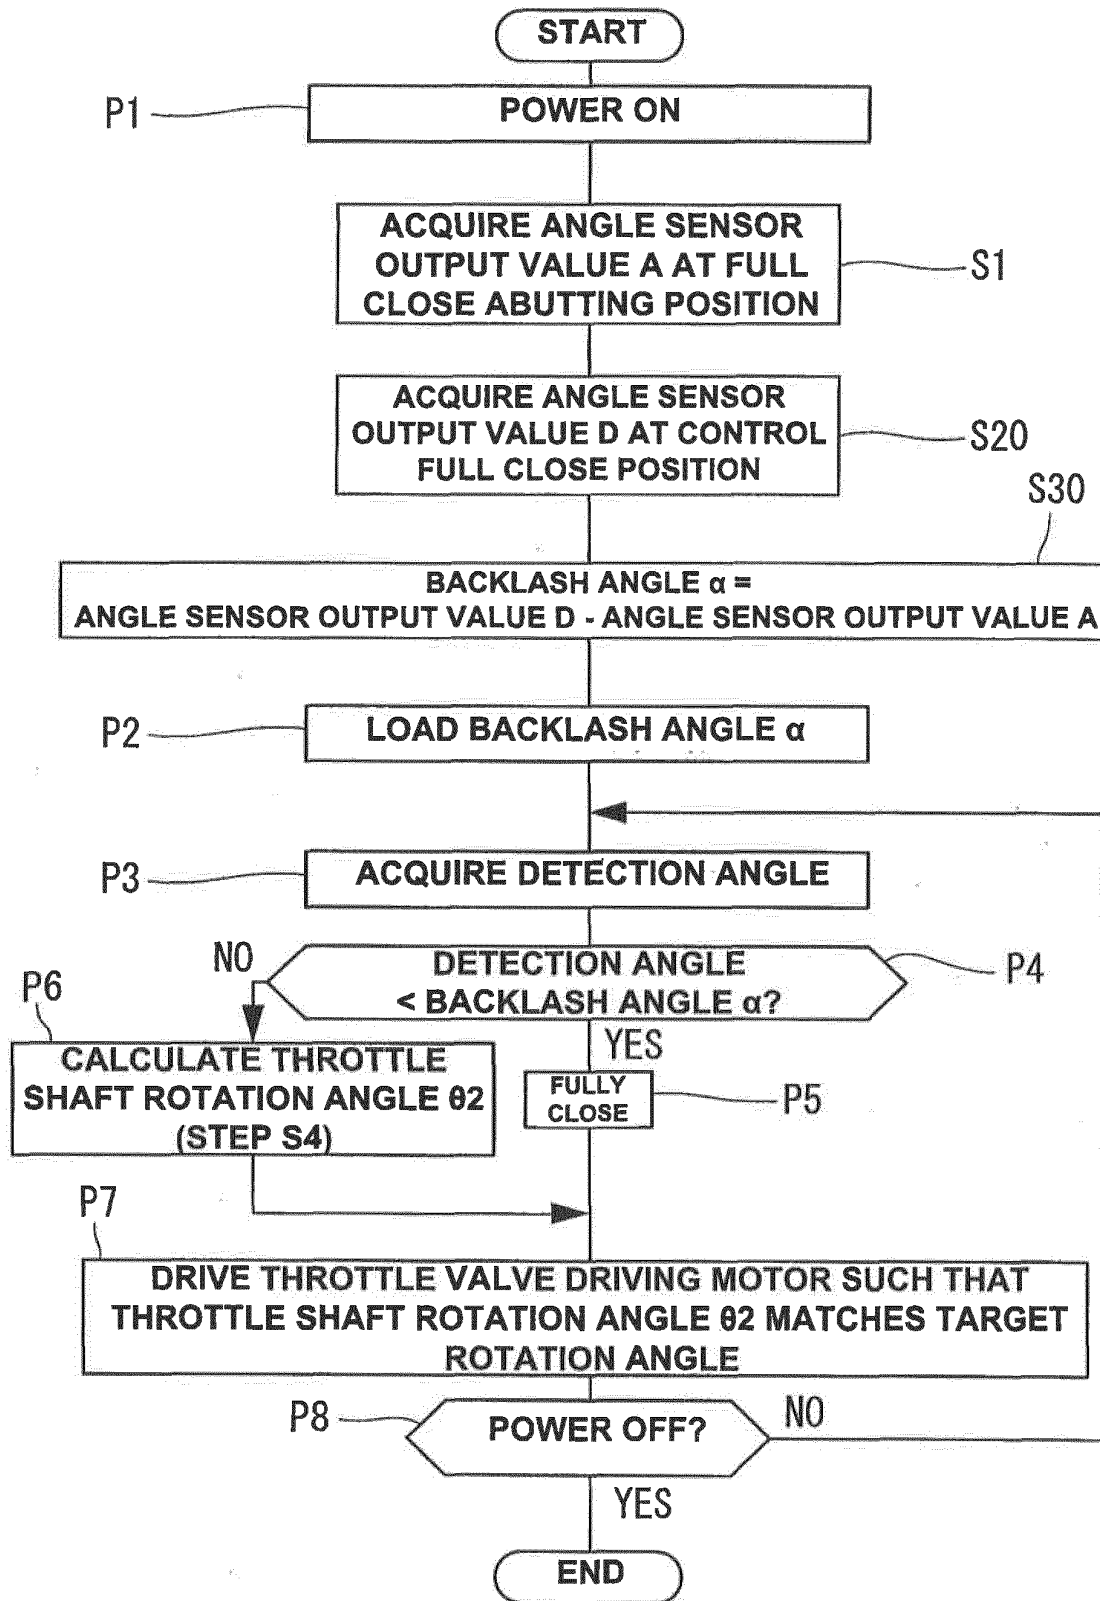 START
P1
POWER ON
ACQUIRE ANGLE SENSOR
OUTPUT VALUE A AT FULL
CLOSE ABUTTING POSITION
S1
ACQUIRE ANGLE SENSOR
OUTPUT VALUE D AT CONTROL
FULL CLOSE POSITION
S20
S30
BACKLASH ANGLE α =
ANGLE SENSOR OUTPUT VALUE D - ANGLE SENSOR OUTPUT VALUE A
P2
LOAD BACKLASH ANGLE α
P3
ACQUIRE DETECTION ANGLE
NO
DETECTION ANGLE
< BACKLASH ANGLE α?
P4
P6
YES
CALCULATE THROTTLE
SHAFT ROTATION ANGLE θ2
(STEP S4)
FULLY
CLOSE
P5
P7
DRIVE THROTTLE VALVE DRIVING MOTOR SUCH THAT
THROTTLE SHAFT ROTATION ANGLE θ2 MATCHES TARGET
ROTATION ANGLE
P8
POWER OFF?
NO
YES
END